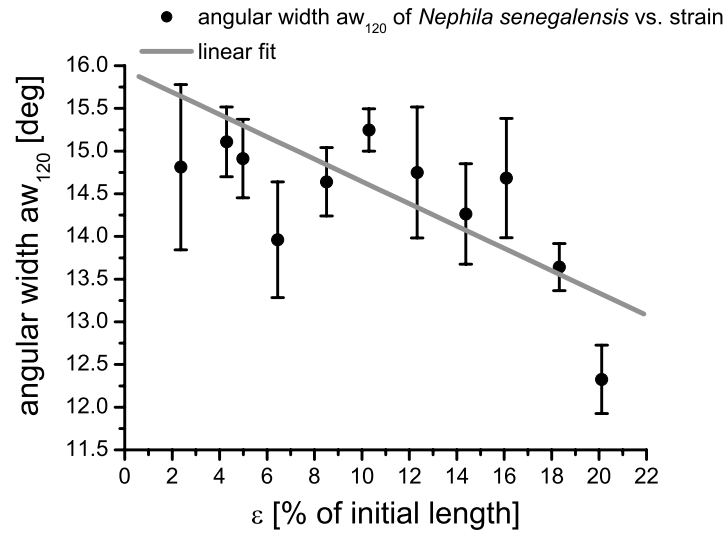 angular width aw120 of Nephila senegalensis vs. strain
linear fit
16.0
15.5
15.0
14.5
14.0
13.5
13.0
12.5
12.0
11.5
angular width aw120 [deg]
0 2 4 6 8 10 12 14 16 18 20 22
ε [% of initial length]